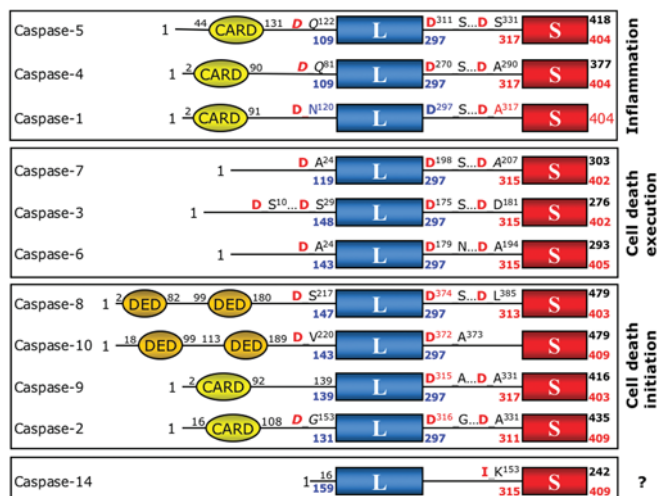 44 131 D Q122 D311 S...D S331 418
Caspase-5 1 CARD L S
109 297 317 404
2 90 D Q81 D270 S...D A290 377
Caspase-4 1 CARD L S
109 297 317 404
2 91 D N120 D297 S...D A317
Caspase-1 1 CARD L S 404
Inflammation
D A24 D198 S...D A207 303
Caspase-7 1 L S
119 297 315 402
D S10...D S29 D175 S...D D181 276
Caspase-3 1 L S
148 297 315 402
D A24 D179 N...D A194 293
Caspase-6 1 L S
143 297 315 405
Cell death
execution
2 82 99 180 D S217 D374 S...D L385 479
Caspase-8 1 DED DED L S
147 297 313 403
18 99 113 189 D V220 D372 A373 479
Caspase-10 1 DED DED L S
143 297 409
2 92 139 D315 A...D A331 416
Caspase-9 1 CARD L S
139 297 317 403
16 108 D G153 D316 G...D A331 435
Caspase-2 1 CARD L S
131 297 311 409
Cell death
initiation
16 I K153 242
Caspase-14 1 L S
159 315 409
?